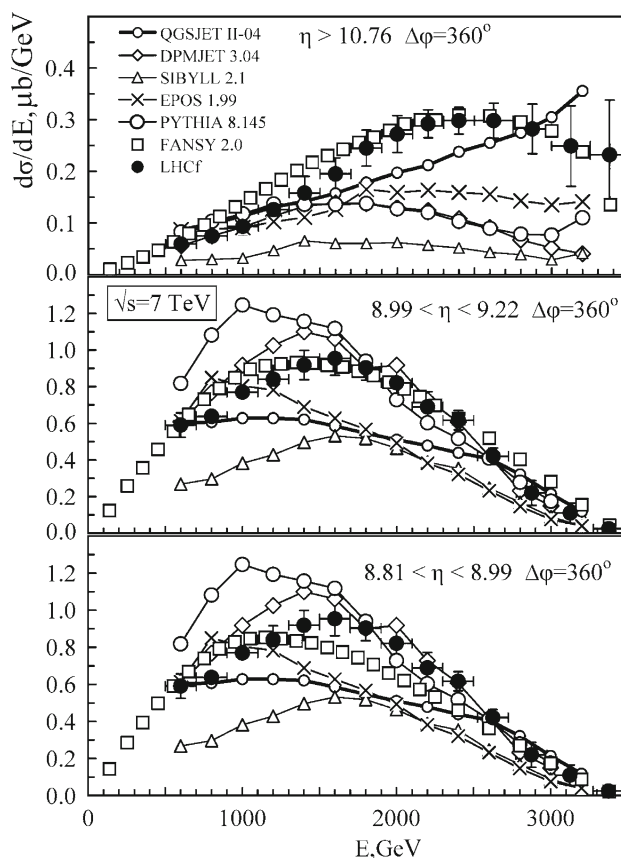 dσ/dE, μb/GeV
QGSJET II-04
DPMJET 3.04
SIBYLL 2.1
EPOS 1.99
PYTHIA 8.145
FANSY 2.0
LHCf
η > 10.76 Δφ=360°
0.4
0.3
0.2
0.1
0.0
√s=7 TeV
8.99 < η < 9.22 Δφ=360°
1.2
1.0
0.8
0.6
0.4
0.2
0.0
8.81 < η < 8.99 Δφ=360°
1.2
1.0
0.8
0.6
0.4
0.2
0.0
0 1000 2000 3000
E,GeV